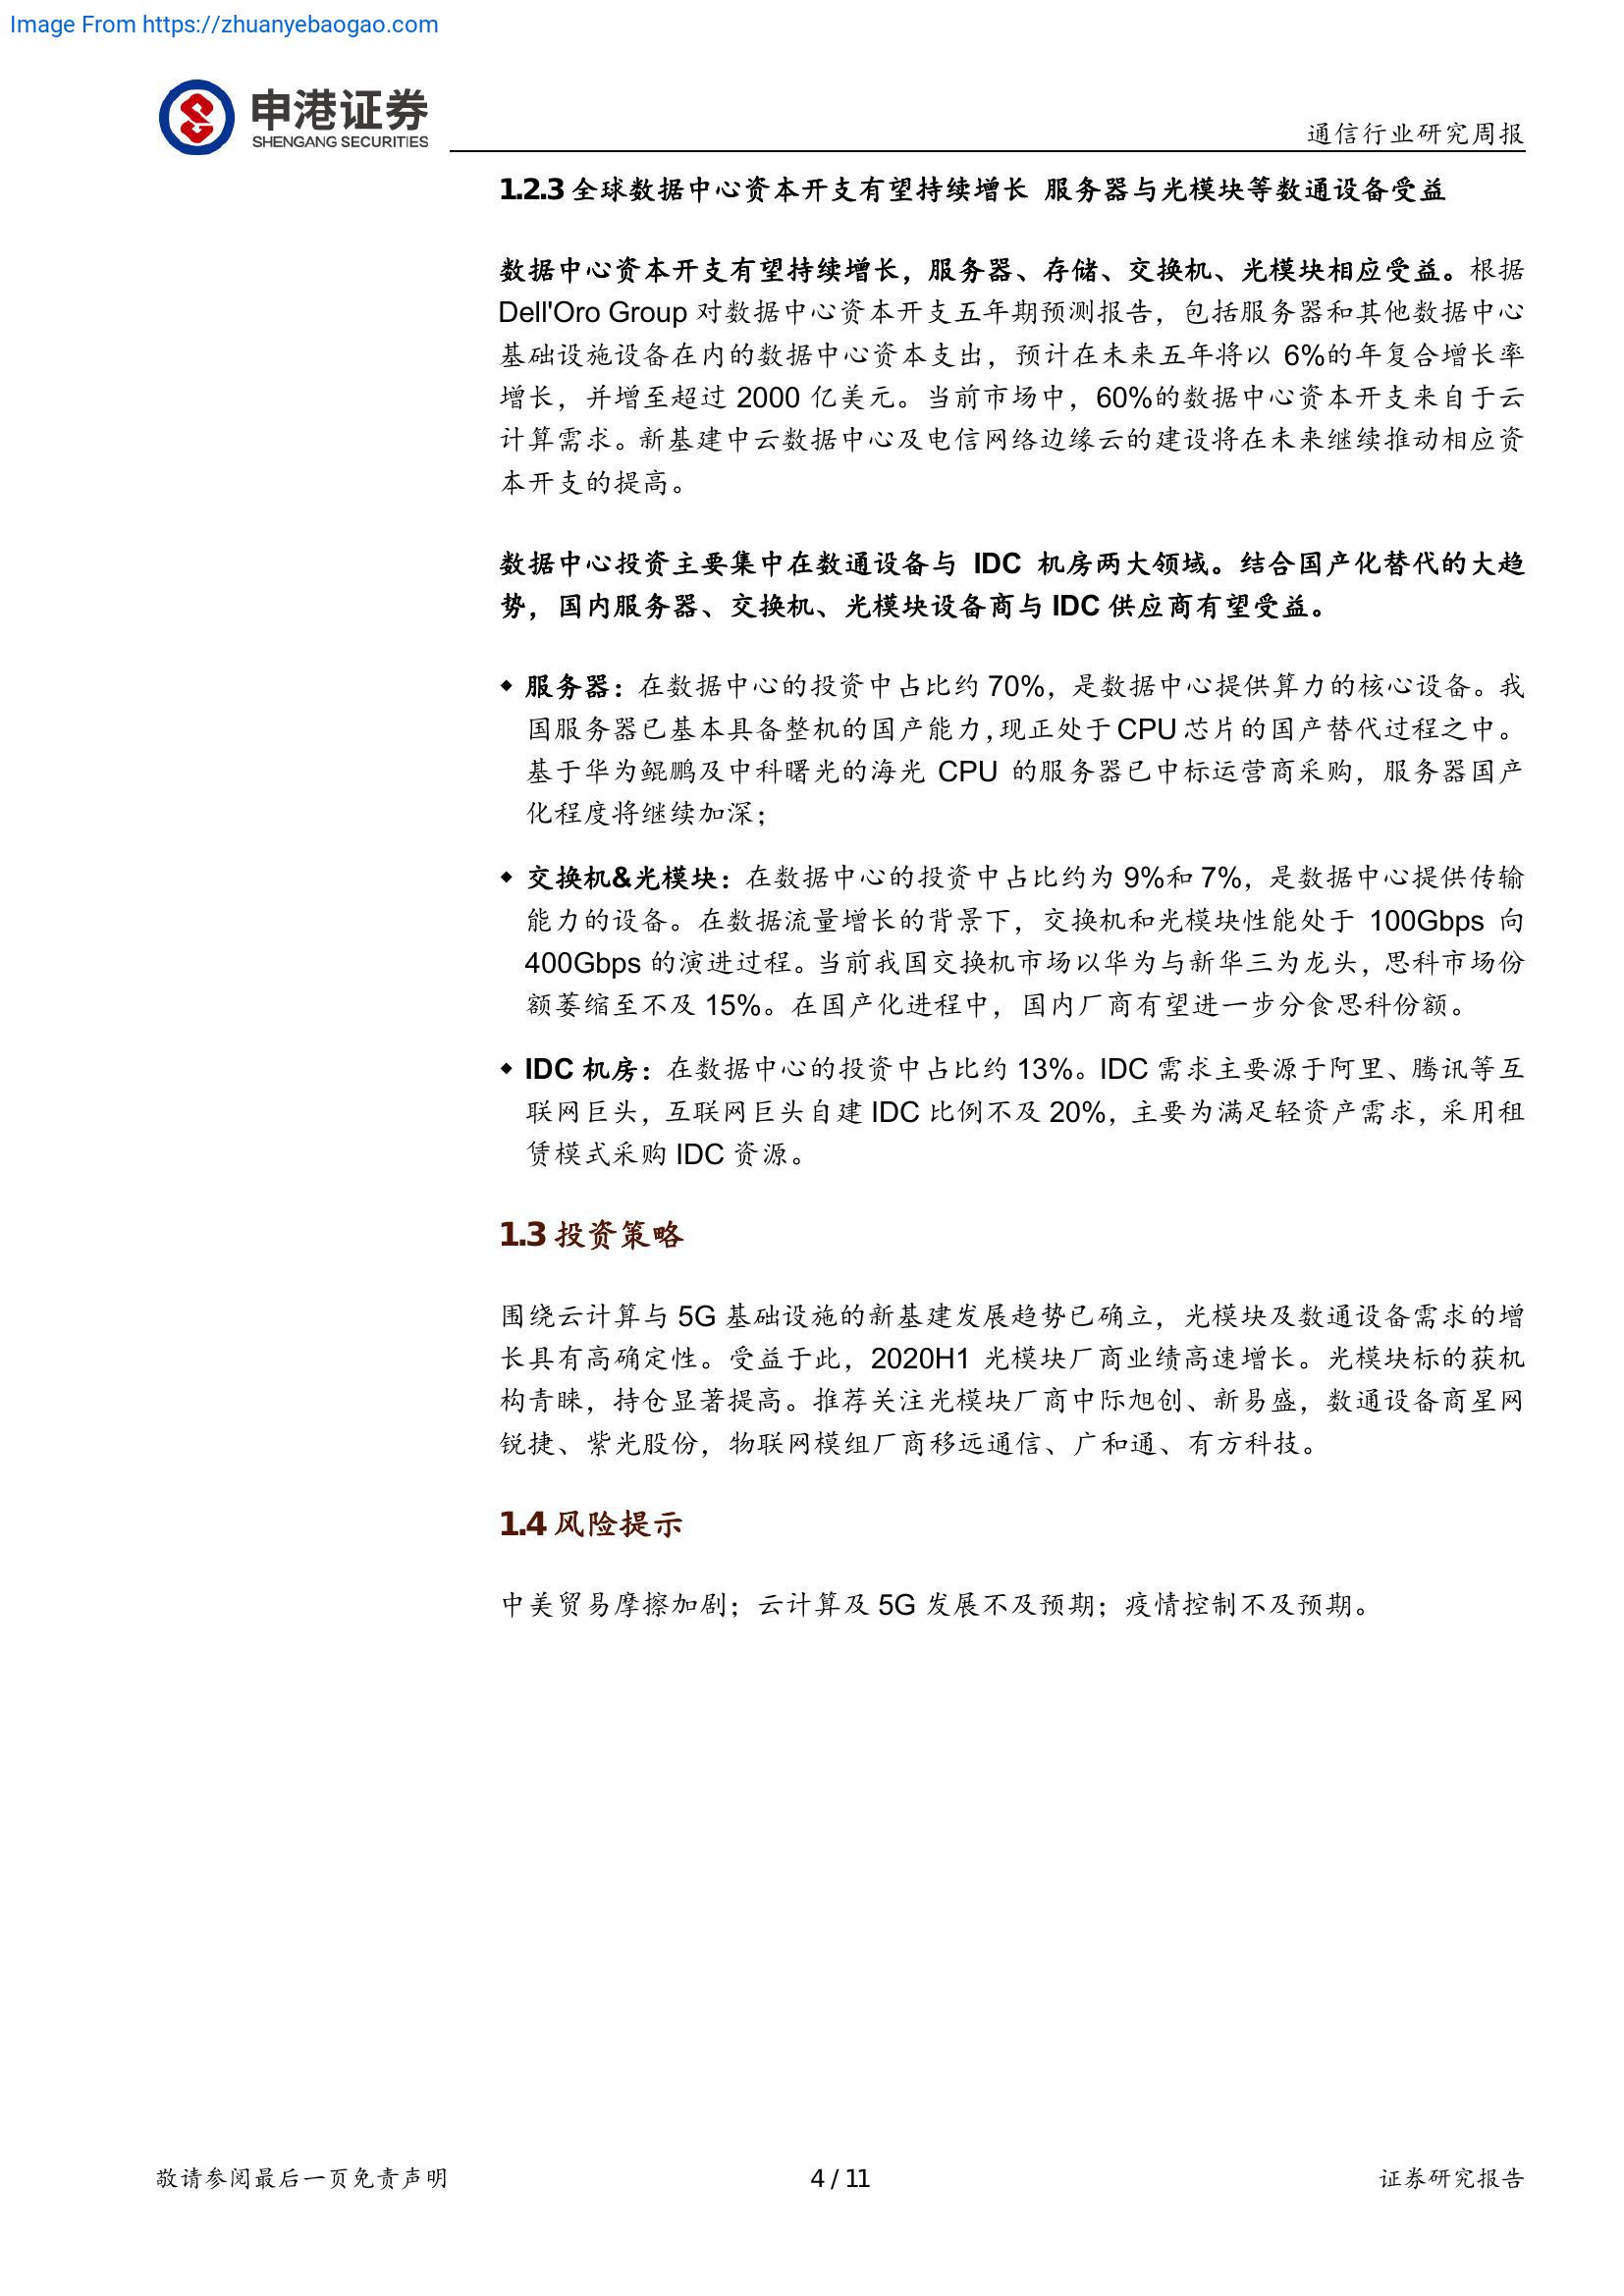 Image From https://zhuanyebaogao.com
申港证券
SHENGANG SECURITIES
通信行业研究周报
1.2.3 全球数据中心资本开支有望持续增长 服务器与光模块等数通设备受益
数据中心资本开支有望持续增长，服务器、存储、交换机、光模块相应受益。根据
Dell'Oro Group 对数据中心资本开支五年期预测报告，包括服务器和其他数据中心
基础设施设备在内的数据中心资本支出，预计在未来五年将以 6%的年复合增长率
增长，并增至超过 2000 亿美元。当前市场中，60%的数据中心资本开支来自于云
计算需求。新基建中云数据中心及电信网络边缘云的建设将在未来继续推动相应资
本开支的提高。
数据中心投资主要集中在数通设备与 IDC 机房两大领域。结合国产化替代的大趋
势，国内服务器、交换机、光模块设备商与 IDC 供应商有望受益。
◆ 服务器：在数据中心的投资中占比约 70%，是数据中心提供算力的核心设备。我
国服务器已基本具备整机的国产能力，现正处于 CPU 芯片的国产替代过程之中。
基于华为鲲鹏及中科曙光的海光 CPU 的服务器已中标运营商采购，服务器国产
化程度将继续加深；
◆ 交换机&光模块：在数据中心的投资中占比约为 9%和 7%，是数据中心提供传输
能力的设备。在数据流量增长的背景下，交换机和光模块性能处于 100Gbps 向
400Gbps 的演进过程。当前我国交换机市场以华为与新华三为龙头，思科市场份
额萎缩至不及 15%。在国产化进程中，国内厂商有望进一步分食思科份额。
◆ IDC 机房：在数据中心的投资中占比约 13%。IDC 需求主要源于阿里、腾讯等互
联网巨头，互联网巨头自建 IDC 比例不及 20%，主要为满足轻资产需求，采用租
赁模式采购 IDC 资源。
1.3 投资策略
围绕云计算与 5G 基础设施的新基建发展趋势已确立，光模块及数通设备需求的增
长具有高确定性。受益于此，2020H1 光模块厂商业绩高速增长。光模块标的获机
构青睐，持仓显著提高。推荐关注光模块厂商中际旭创、新易盛，数通设备商星网
锐捷、紫光股份，物联网模组厂商移远通信、广和通、有方科技。
1.4 风险提示
中美贸易摩擦加剧；云计算及 5G 发展不及预期；疫情控制不及预期。
敬请参阅最后一页免责声明
4 / 11
证券研究报告